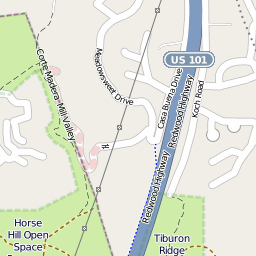 US 101
Meadowsweet Drive
Corte Madera-Mill Valley
Casa Buena Drive
Redwood Highway
Koch Road
Redwood Highway
Horse
Hill Open
Space
Tiburon
Ridge